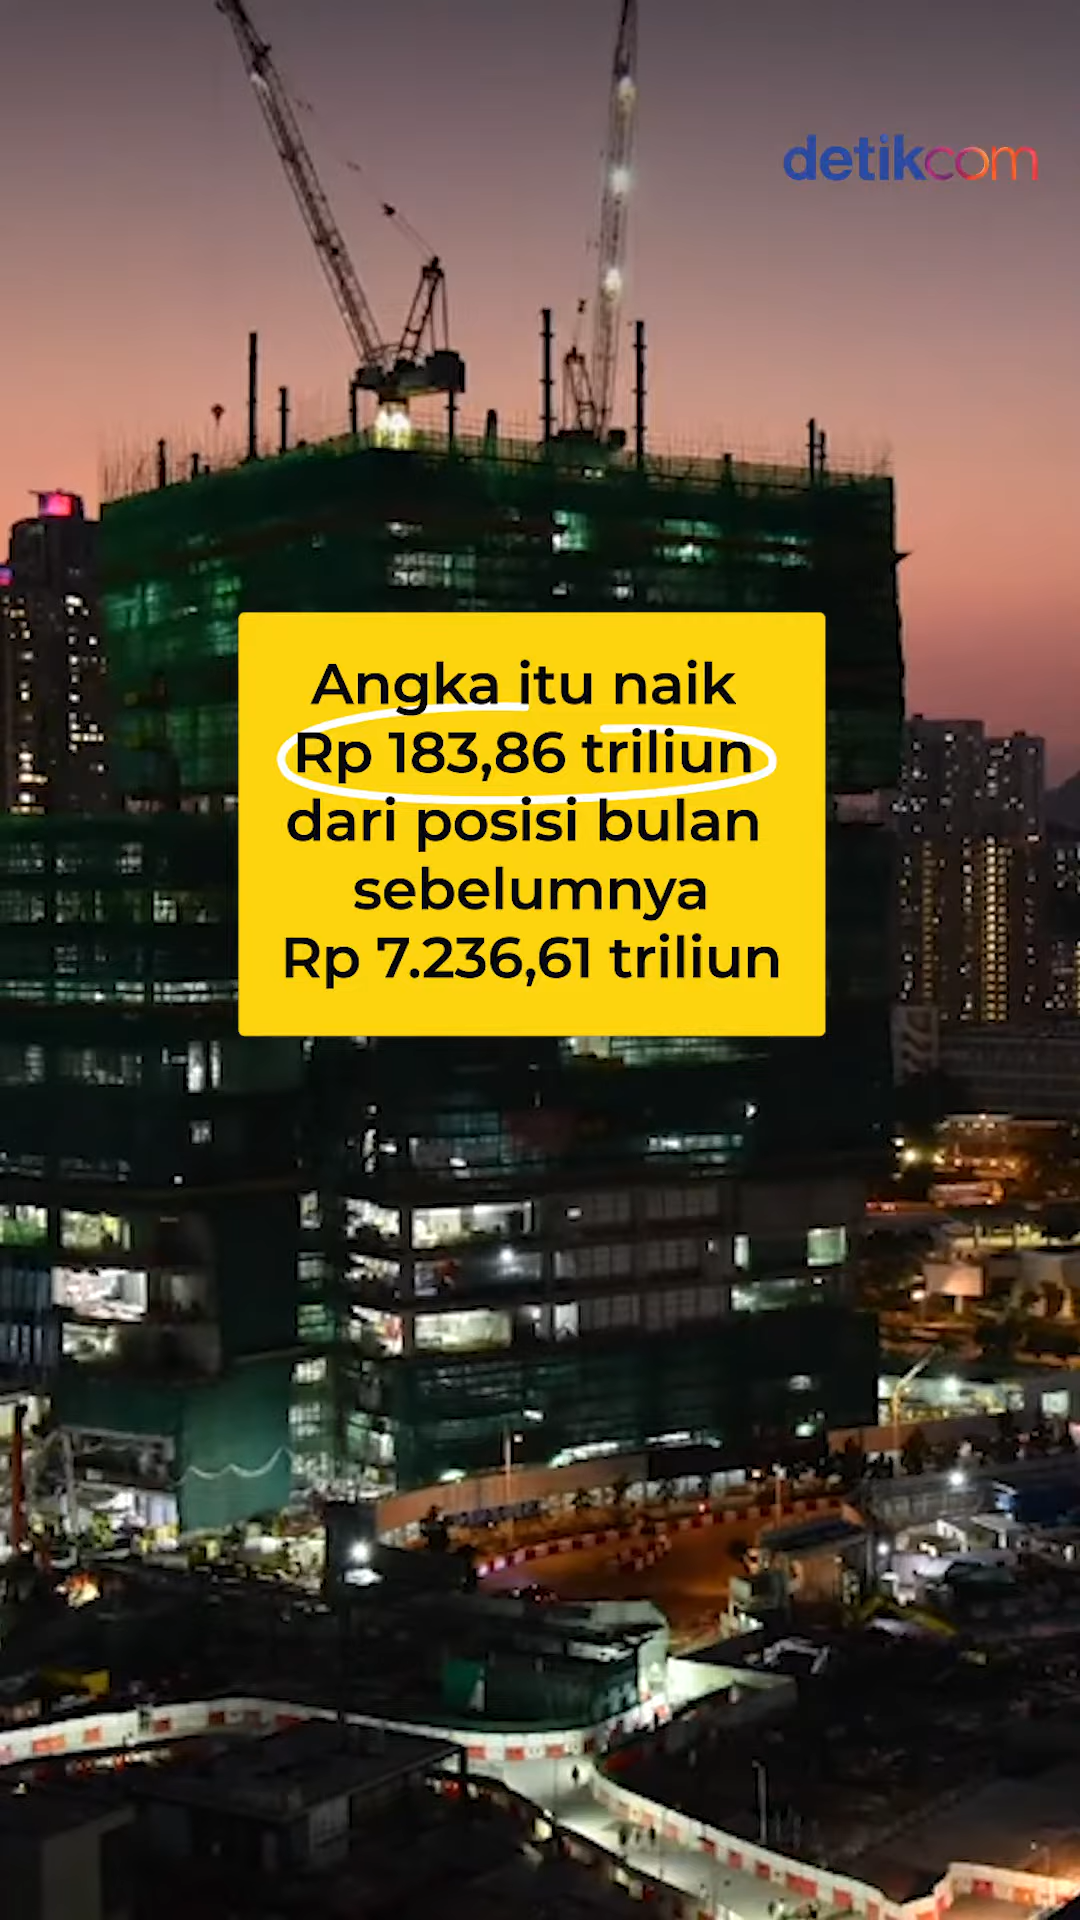 detikcom
Angka itu naik
Rp 183,86 triliun
dari posisi bulan
sebelumnya
Rp 7.236,61 triliun